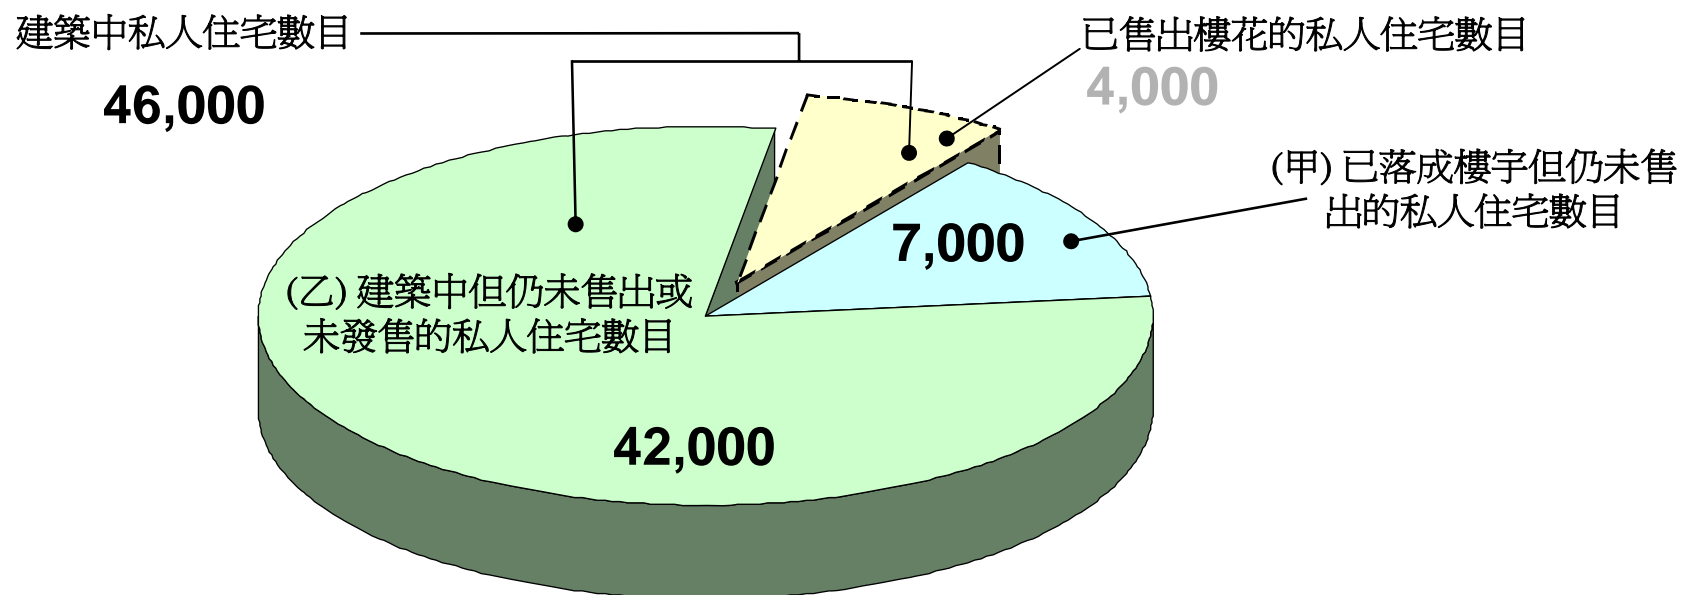 建築中私人住宅數目
46,000
已售出樓花的私人住宅數目
4,000
(甲) 已落成樓宇但仍未售
出的私人住宅數目
7,000
(乙) 建築中但仍未售出或
未發售的私人住宅數目
42,000